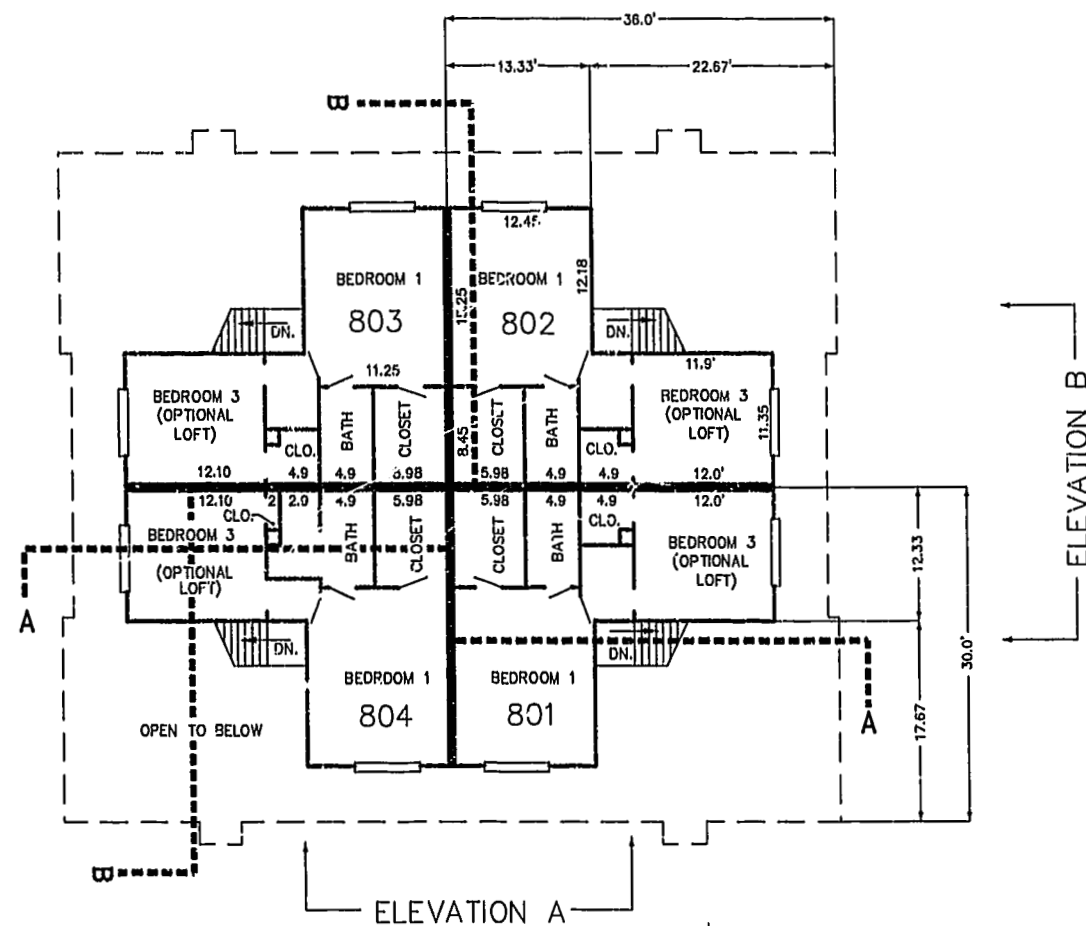 36.0'
13.33'
22.67'
B
12.45
BEDROOM 1
BEDROOM 1
12.18
803
15.25
802
DN.
DN.
11.25
11.9'
BEDROOM 3
(OPTIONAL
LOFT)
BEDROOM 3
(OPTIONAL
LOFT)
11.35
ELEVATION B
CLO.
BATH
CLOSET
8.45
CLOSET
BATH
CLO.
12.10
4.9
4.9
5.98
5.98
4.9
4.9
12.0'
12.10
2
2.9
4.9
5.98
5.98
4.9
4.9
12.0'
CLO.
CLO.
BEDROOM 3
(OPTIONAL
LOFT)
BATH
CLOSET
CLOSET
BATH
BEDROOM 3
(OPTIONAL
LOFT)
12.33
A
DN.
DN.
30.0'
BEDROOM 1
BEDROOM 1
804
801
A
17.67
OPEN TO BELOW
B
ELEVATION A